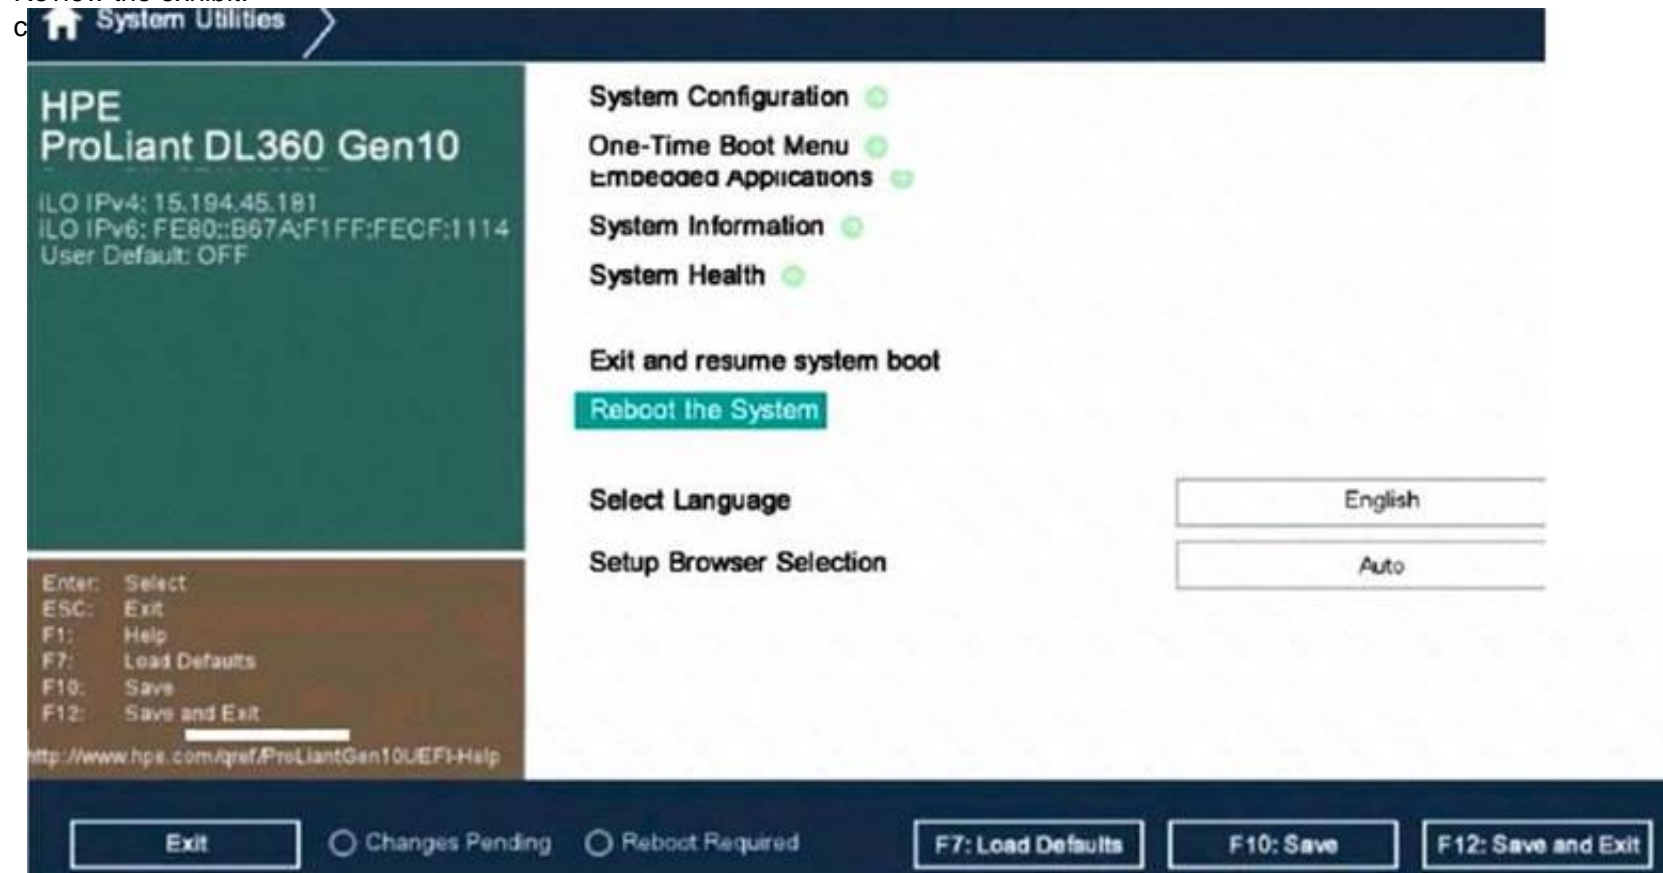 c
System Utilities
HPE
ProLiant DL360 Gen10
iLO IPv4: 15.194.45.181
iLO IPv6: FE80::B67A:F1FF:FECF:1114
User Default: OFF
System Configuration
One-Time Boot Menu
Embedded Applications
System Information
System Health
Exit and resume system boot
Reboot the System
Select Language English
Setup Browser Selection Auto
Enter: Select
ESC: Exit
F1: Help
F7: Load Defaults
F10: Save
F12: Save and Exit
http://www.hpe.com/qref/ProLiantGen10UEFI-Help
Exit Changes Pending Reboot Required F7: Load Defaults F10: Save F12: Save and Exit